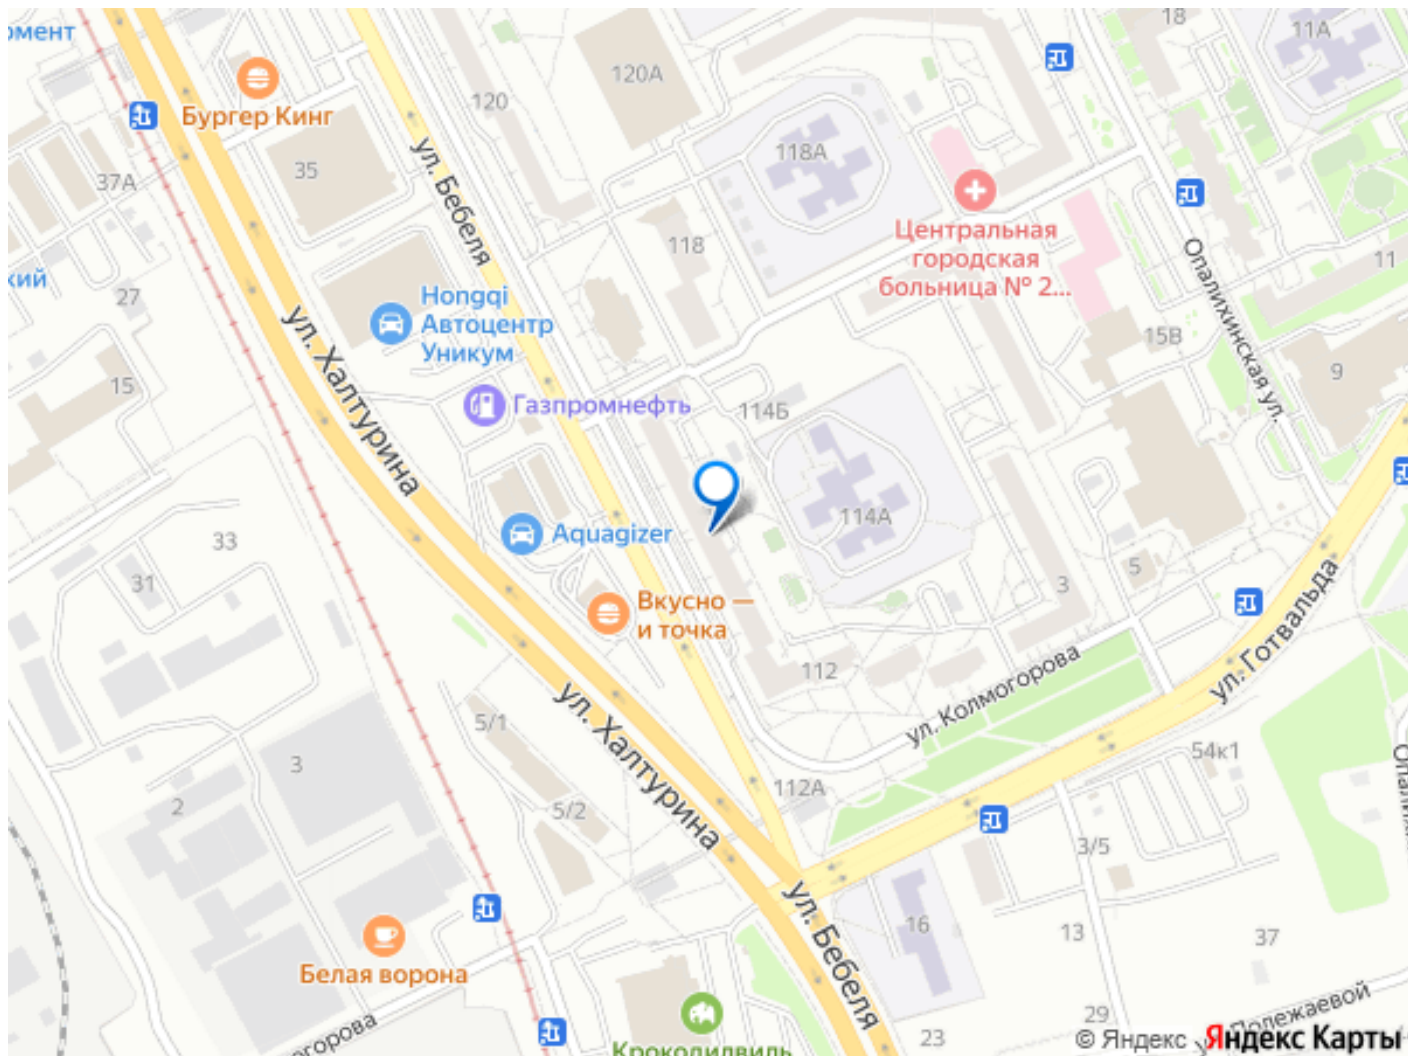 18
11А
120А
120
Бургер Кинг
118А
35
37А
ул. Бебеля
118
Центральная
городская
больница № 2...
Опалихинская ул.
11
кий
27
Hongqi
Автоцентр
Уникум
ул. Халтурина
15В
9
15
Газпромнефть
114Б
Aquagizer
114А
33
31
5
3
Вкусно —
и точка
ул. Готвальда
112
ул. Колмогорова
5/1
ул. Халтурина
54к1
3
2
112А
5/2
3/5
16
13
37
ул. Бебеля
Белая ворона
29
23
Крокодилвиль
© Яндекс
Яндекс Карты